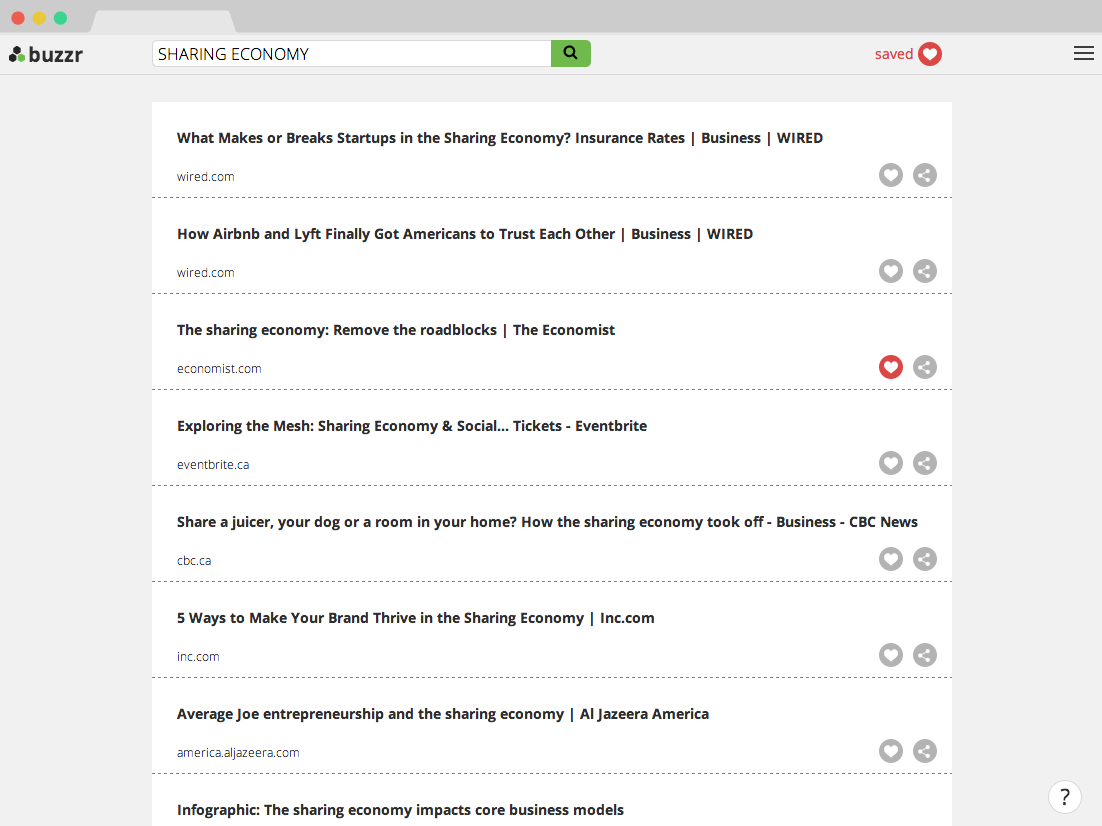 buzzr
SHARING ECONOMY
saved
What Makes or Breaks Startups in the Sharing Economy? Insurance Rates | Business | WIRED
wired.com
How Airbnb and Lyft Finally Got Americans to Trust Each Other | Business | WIRED
wired.com
The sharing economy: Remove the roadblocks | The Economist
economist.com
Exploring the Mesh: Sharing Economy & Social... Tickets - Eventbrite
eventbrite.ca
Share a juicer, your dog or a room in your home? How the sharing economy took off - Business - CBC News
cbc.ca
5 Ways to Make Your Brand Thrive in the Sharing Economy | Inc.com
inc.com
Average Joe entrepreneurship and the sharing economy | Al Jazeera America
america.aljazeera.com
Infographic: The sharing economy impacts core business models
?